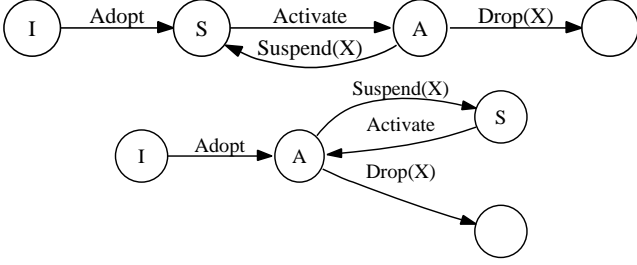 I Adopt S Activate A Drop(X)
Suspend(X)
Suspend(X)
S
Activate
I Adopt A
Drop(X)